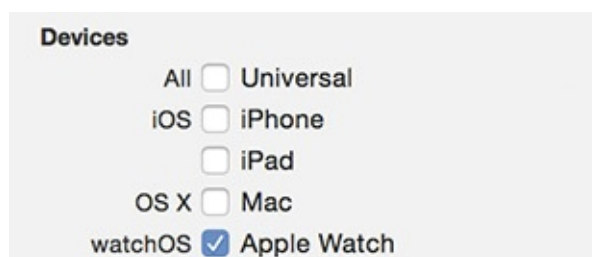 Devices
All Universal
iOS iPhone
iPad
OS X Mac
watchOS Apple Watch